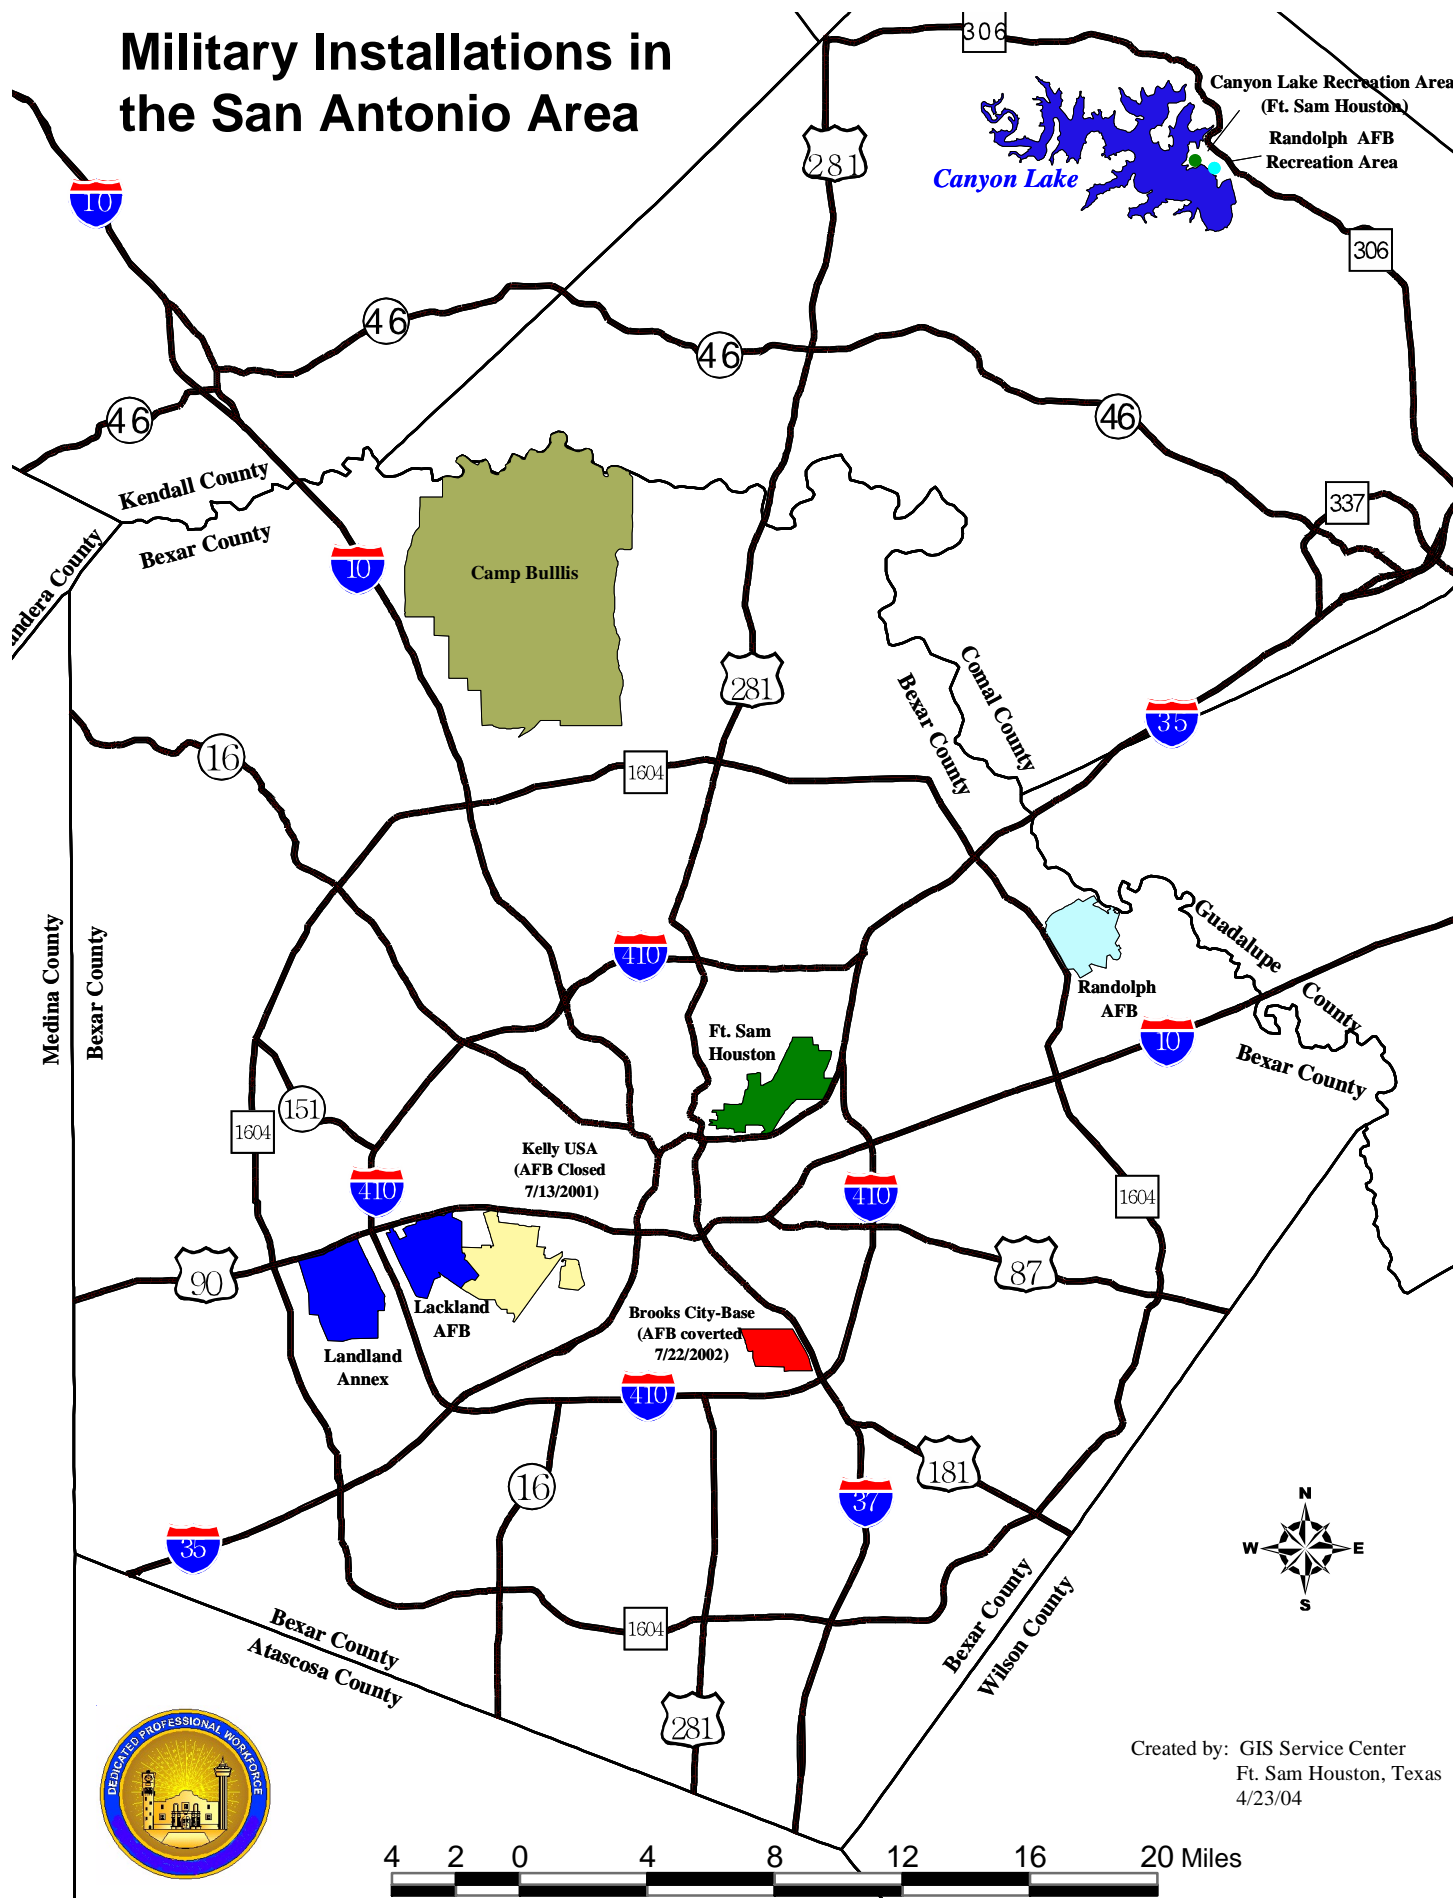 Military Installations in
the San Antonio Area
306
Canyon Lake Recreation Area
(Ft. Sam Houston)
Randolph AFB
Recreation Area
281
Canyon Lake
10
306
46
46
46
46
337
Kendall County
Bexar County
ndera County
10
Camp Bulllis
281
Comal County
Bexar County
35
16
1604
Medina County
Bexar County
410
Guadalupe
County
Bexar County
Randolph
AFB
10
Ft. Sam
Houston
151
1604
Kelly USA
(AFB Closed
7/13/2001)
410
410
1604
90
87
Lackland
AFB
Landland
Annex
Brooks City-Base
(AFB coverted
7/22/2002)
410
181
16
37
35
N
W
E
S
Bexar County
Wilson County
1604
Bexar County
Atascosa County
281
DEDICATED PROFESSIONAL WORKFORCE
Created by: GIS Service Center
Ft. Sam Houston, Texas
4/23/04
4 2 0 4 8 12 16 20 Miles